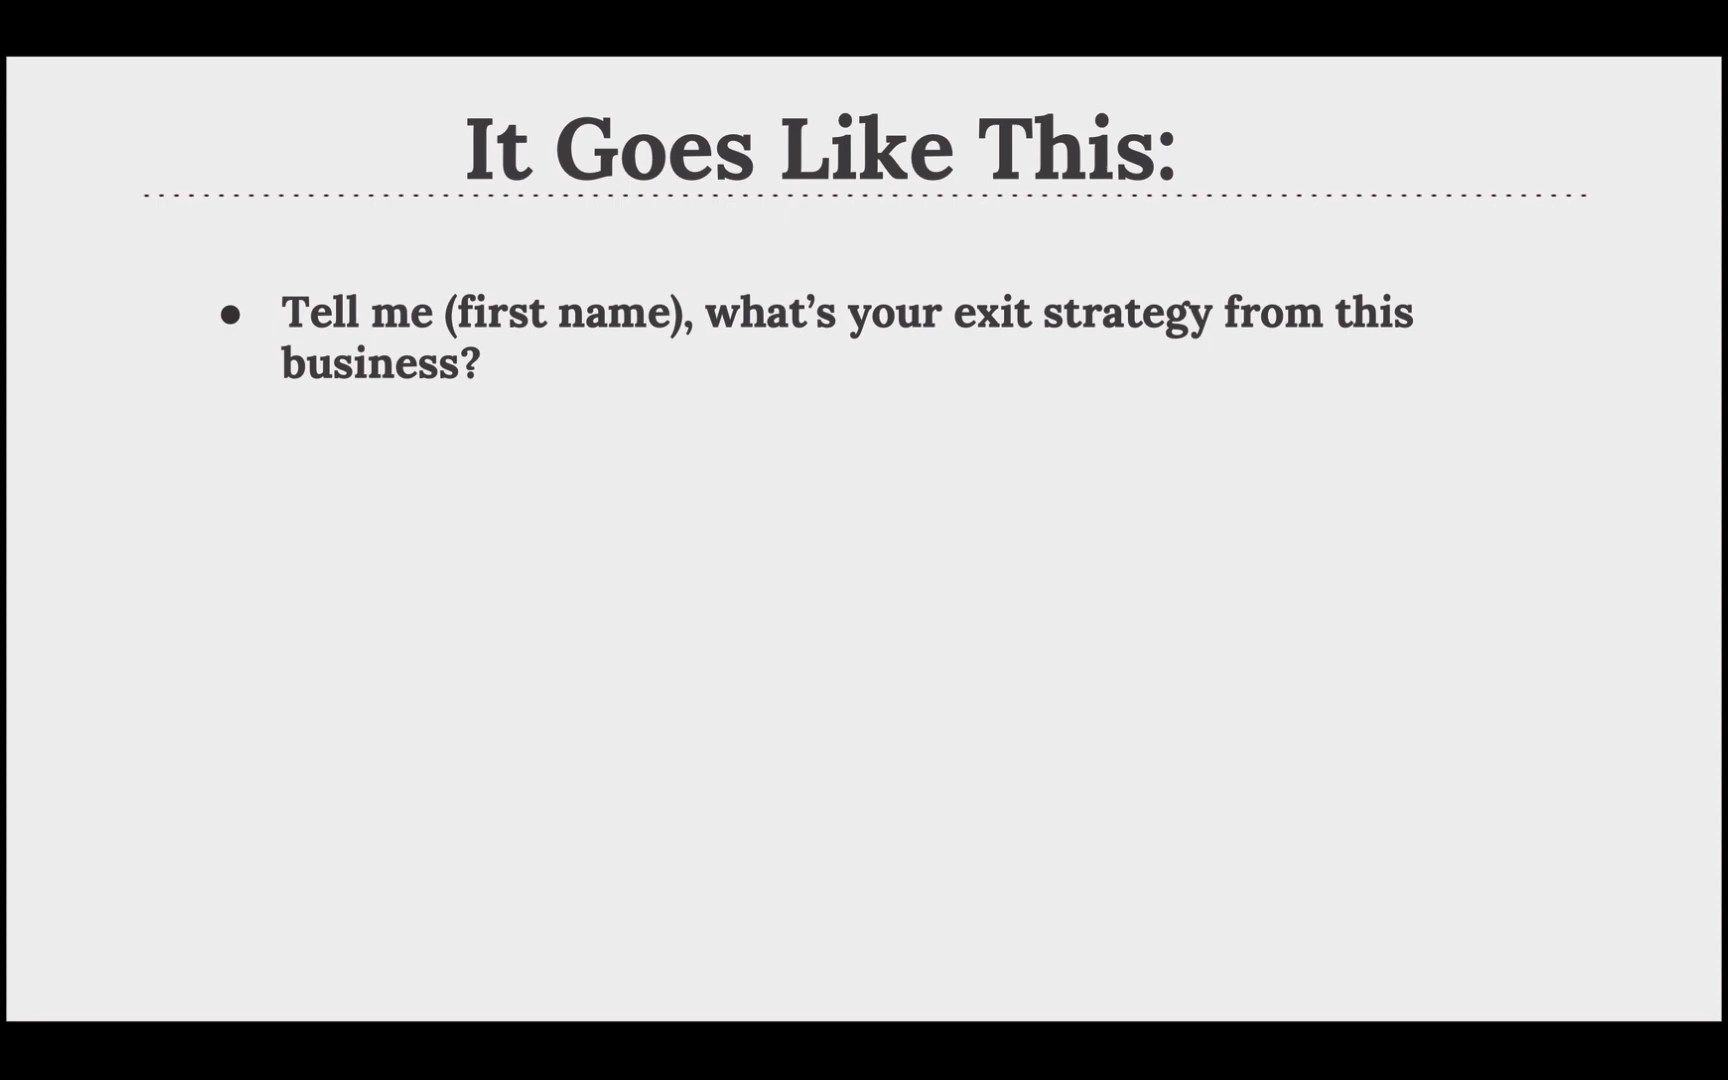 It Goes Like This:
● Tell me (first name), what’s your exit strategy from this
business?